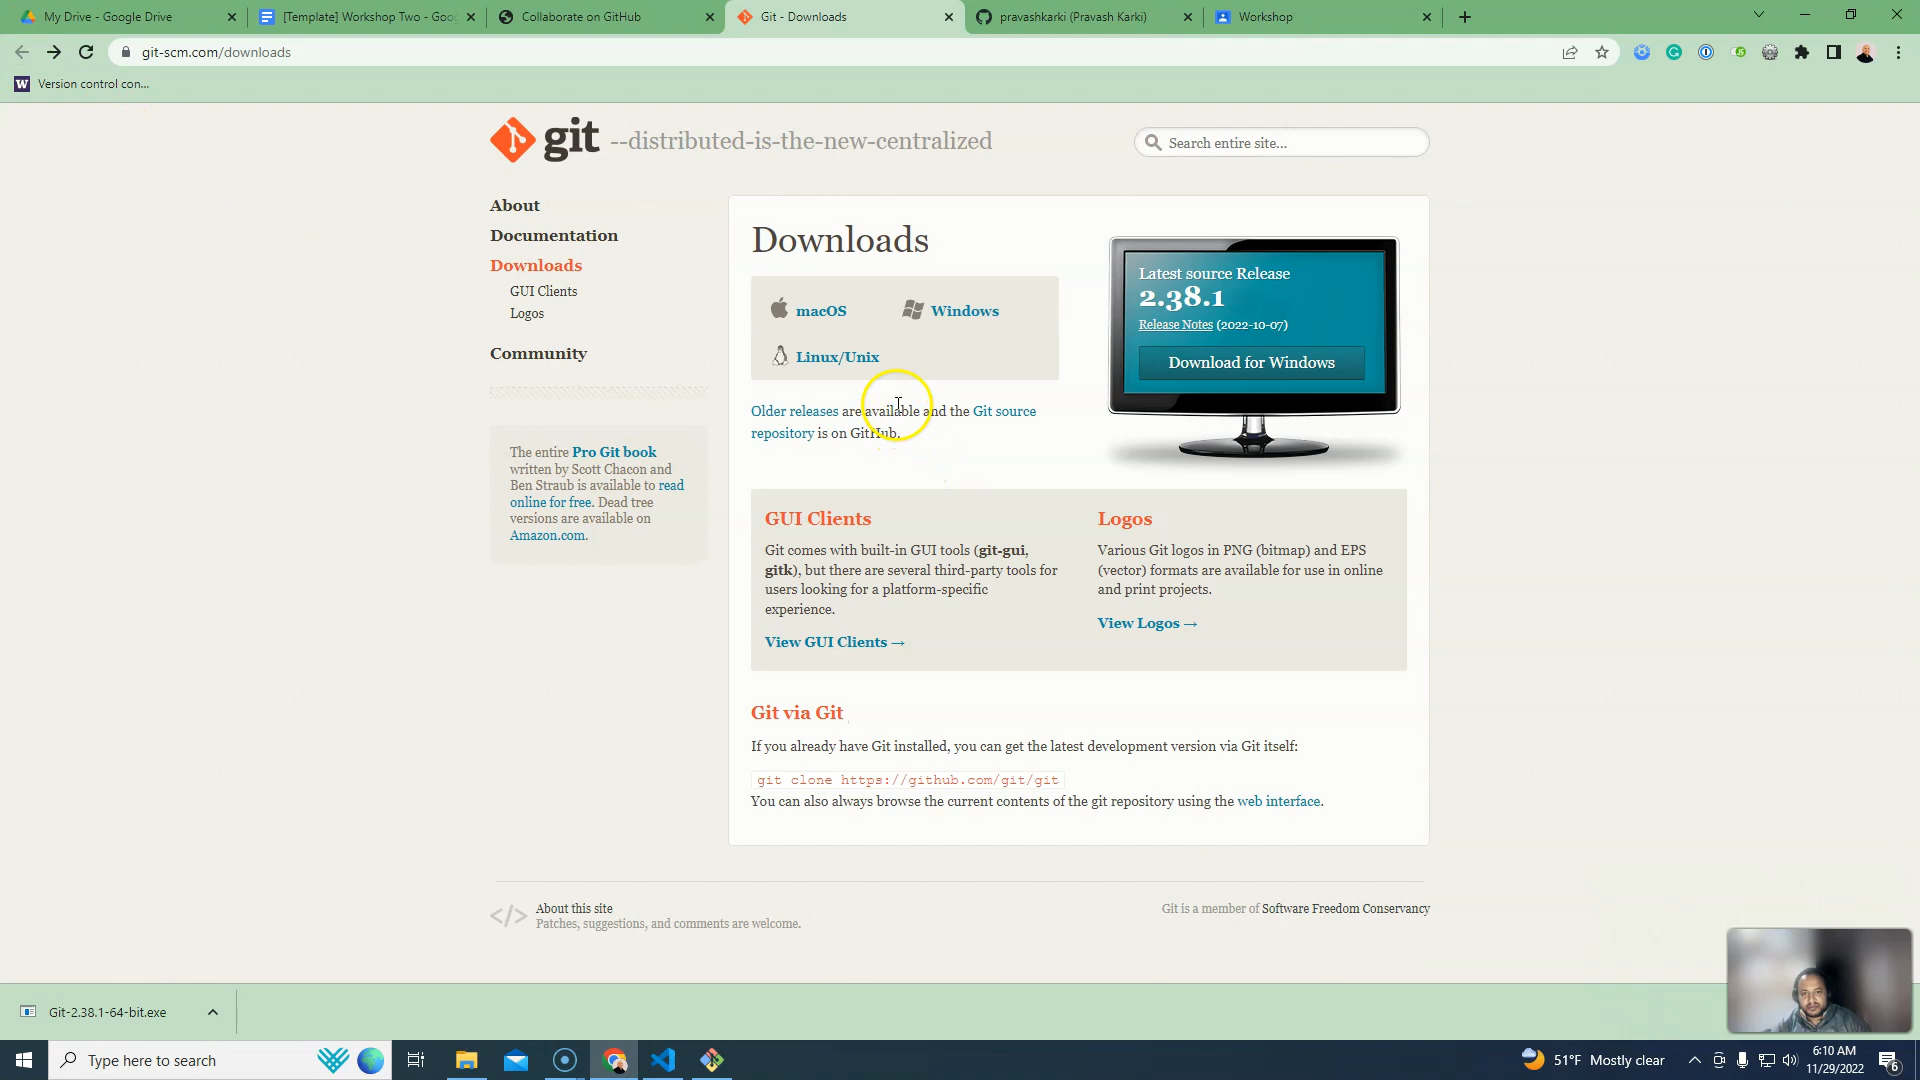 My Drive - Google Drive
[Template] Workshop Two - Goo
Collaborate on GitHub
Git - Downloads
pravashkarki (Pravash Karki)
Workshop
git-scm.com/downloads
Version control con...
git --distributed-is-the-new-centralized
Search entire site...
About
Documentation
Downloads
GUI Clients
Logos
Community
The entire Pro Git book
written by Scott Chacon and
Ben Straub is available to read
online for free. Dead tree
versions are available on
Amazon.com.
Downloads
macOS
Windows
Linux/Unix
Older releases are available and the Git source
repository is on GitHub.
Latest source Release
2.38.1
Release Notes (2022-10-07)
Download for Windows
GUI Clients
Git comes with built-in GUI tools (git-gui,
gitk), but there are several third-party tools for
users looking for a platform-specific
experience.
View GUI Clients →
Logos
Various Git logos in PNG (bitmap) and EPS
(vector) formats are available for use in online
and print projects.
View Logos →
Git via Git
If you already have Git installed, you can get the latest development version via Git itself:
git clone https://github.com/git/git
You can also always browse the current contents of the git repository using the web interface.
</> About this site
Patches, suggestions, and comments are welcome.
Git is a member of Software Freedom Conservancy
Git-2.38.1-64-bit.exe
Type here to search
51°F Mostly clear
6:10 AM
11/29/2022
6